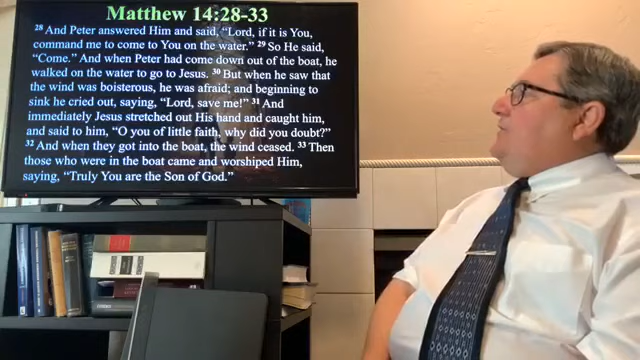 Matthew 14:28-33
28 And Peter answered Him and said, “Lord, if it is You,
command me to come to You on the water.” 29 So He said,
“Come.” And when Peter had come down out of the boat, he
walked on the water to go to Jesus. 30 But when he saw that
the wind was boisterous, he was afraid; and beginning to
sink he cried out, saying, “Lord, save me!” 31 And
immediately Jesus stretched out His hand and caught him,
and said to him, “O you of little faith, why did you doubt?”
32 And when they got into the boat, the wind ceased. 33 Then
those who were in the boat came and worshiped Him,
saying, “Truly You are the Son of God.”